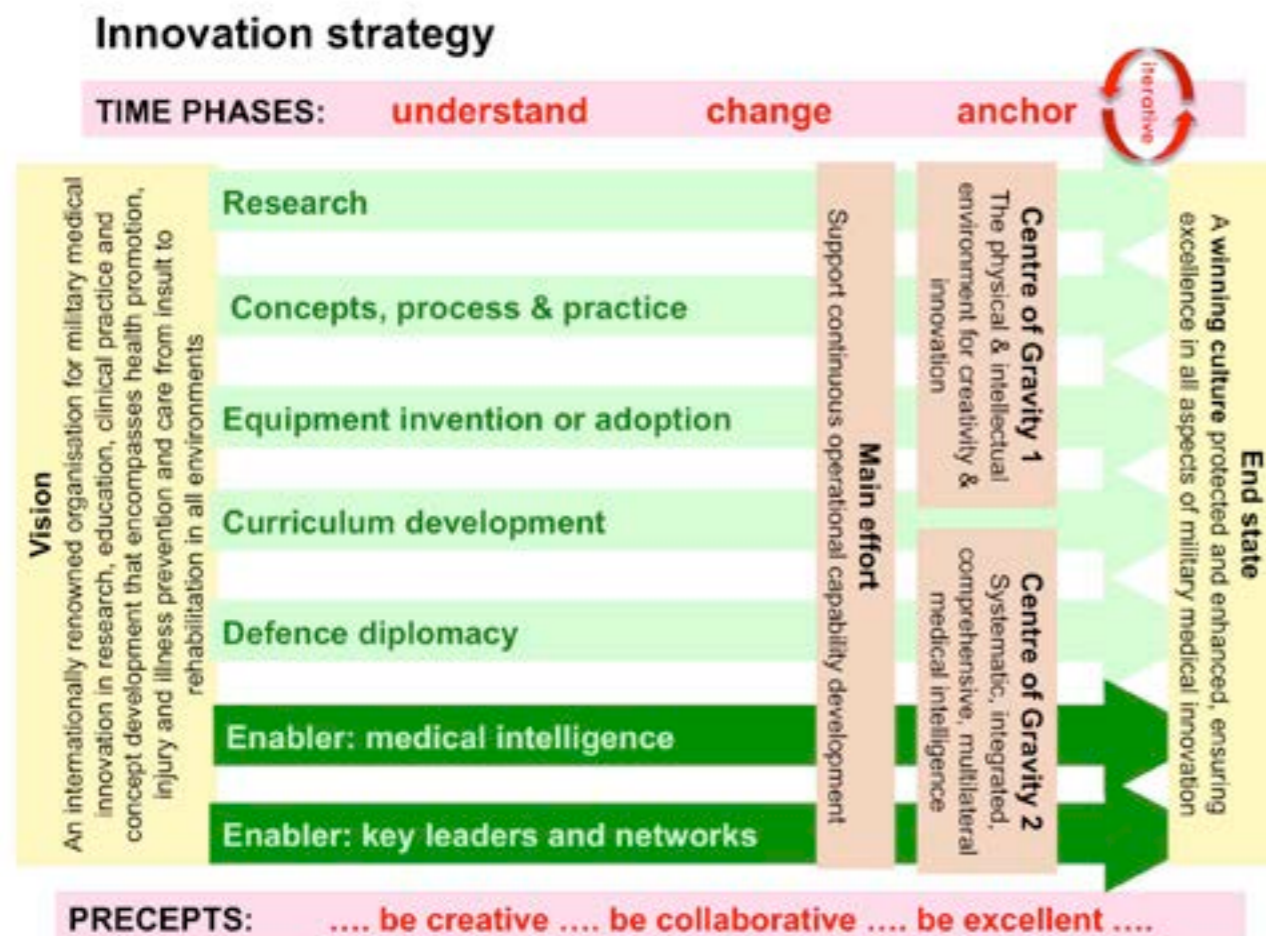 Innovation strategy
TIME PHASES: understand change anchor
iterative
Vision
An internationally renowned organisation for military medical
innovation in research, education, clinical practice and
concept development that encompasses health promotion,
injury and illness prevention and care from insult to
rehabilitation in all environments
Research
Concepts, process & practice
Equipment invention or adoption
Curriculum development
Defence diplomacy
Enabler: medical intelligence
Enabler: key leaders and networks
Main effort
Support continuous operational capability development
Centre of Gravity 1
The physical & intellectual
environment for creativity &
innovation
Centre of Gravity 2
Systematic, integrated,
comprehensive, multilateral
medical intelligence
End state
A winning culture protected and enhanced, ensuring
excellence in all aspects of military medical innovation
PRECEPTS: .... be creative .... be collaborative .... be excellent ....